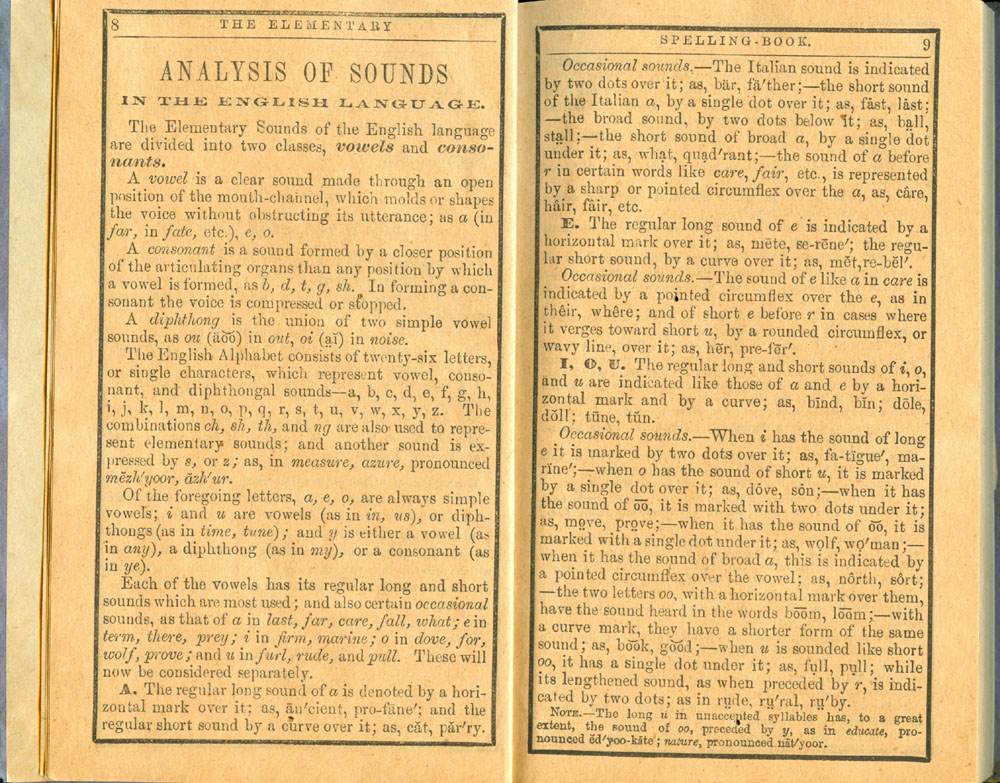 8 THE ELEMENTARY
ANALYSIS OF SOUNDS
IN THE ENGLISH LANGUAGE.
The Elementary Sounds of the English language
are divided into two classes, vowels and conso-
nants.
A vowel is a clear sound made through an open
position of the mouth-channel, which molds or shapes
the voice without obstructing its utterance; as a (in
far, in fate, etc.), e, o.
A consonant is a sound formed by a closer position
of the articulating organs than any position by which
a vowel is formed, as b, d, t, g, sh. In forming a con-
sonant the voice is compressed or stopped.
A diphthong is the union of two simple vowel
sounds, as ou (äo͝o) in out, oi (a̤ĭ) in noise.
The English Alphabet consists of twenty-six letters,
or single characters, which represent vowel, conso-
nant, and diphthongal sounds—a, b, c, d, e, f, g, h,
i, j, k, l, m, n, o, p, q, r, s, t, u, v, w, x, y, z. The
combinations ch, sh, th, and ng are also used to repre-
sent elementary sounds; and another sound is ex-
pressed by s, or z; as, in measure, azure, pronounced
mĕzh'yoor, ăzh'ur.
Of the foregoing letters, a, e, o, are always simple
vowels; i and u are vowels (as in in, us), or diph-
thongs (as in time, tune); and y is either a vowel (as
in any), a diphthong (as in my), or a consonant (as
in ye).
Each of the vowels has its regular long and short
sounds which are most used; and also certain occasional
sounds, as that of a in last, far, care, fall, what; e in
term, there, prey; i in firm, marine; o in dove, for,
wolf, prove; and u in furl, rude, and pull. These will
now be considered separately.
A. The regular long sound of a is denoted by a hori-
zontal mark over it; as, ān'cient, pro-fāne'; and the
regular short sound by a curve over it; as, căt, păr'ry.
SPELLING-BOOK. 9
Occasional sounds.—The Italian sound is indicated
by two dots over it; as, bär, fä'ther;—the short sound
of the Italian a, by a single dot over it; as, fȧst, lȧst;
—the broad sound, by two dots below it; as, ba̤ll,
sta̤ll;—the short sound of broad a, by a single dot
under it; as, whạt, quạd'rant;—the sound of a before
r in certain words like care, fair, etc., is represented
by a sharp or pointed circumflex over the a, as, câre,
hâir, fâir, etc.
E. The regular long sound of e is indicated by a
horizontal mark over it; as, mēte, se-rēne'; the regu-
lar short sound, by a curve over it; as, mĕt, re-bĕl'.
Occasional sounds.—The sound of e like a in care is
indicated by a pointed circumflex over the e, as in
thêir, whêre; and of short e before r in cases where
it verges toward short u, by a rounded circumflex, or
wavy line, over it; as, hẽr, pre-fẽr'.
I, O, U. The regular long and short sounds of i, o,
and u are indicated like those of a and e by a hori-
zontal mark and by a curve; as, bīnd, bĭn; dōle,
dŏll; tūne, tŭn.
Occasional sounds.—When i has the sound of long
e it is marked by two dots over it; as, fa-tïgue', ma-
rïne';—when o has the sound of short u, it is marked
by a single dot over it; as, dȯve, sȯn;—when it has
the sound of o͞o, it is marked with two dots under it;
as, mo̤ve, pro̤ve;—when it has the sound of o͝o, it is
marked with a single dot under it; as, wọlf, wọ'man;—
when it has the sound of broad a, this is indicated by
a pointed circumflex over the vowel; as, nôrth, sôrt;
—the two letters oo, with a horizontal mark over them,
have the sound heard in the words bo͞om, lo͞om;—with
a curve mark, they have a shorter form of the same
sound; as, bo͝ok, go͝od;—when u is sounded like short
oo, it has a single dot under it; as, fụll, pụll; while
its lengthened sound, as when preceded by r, is indi-
cated by two dots; as in rṳde, rṳ'ral, rṳ'by.
NOTE.—The long u in unaccented syllables has, to a great
extent, the sound of oo, preceded by y, as in educate, pro-
nounced ĕd'yoo-kāte; nature, pronounced nāt'yoor.